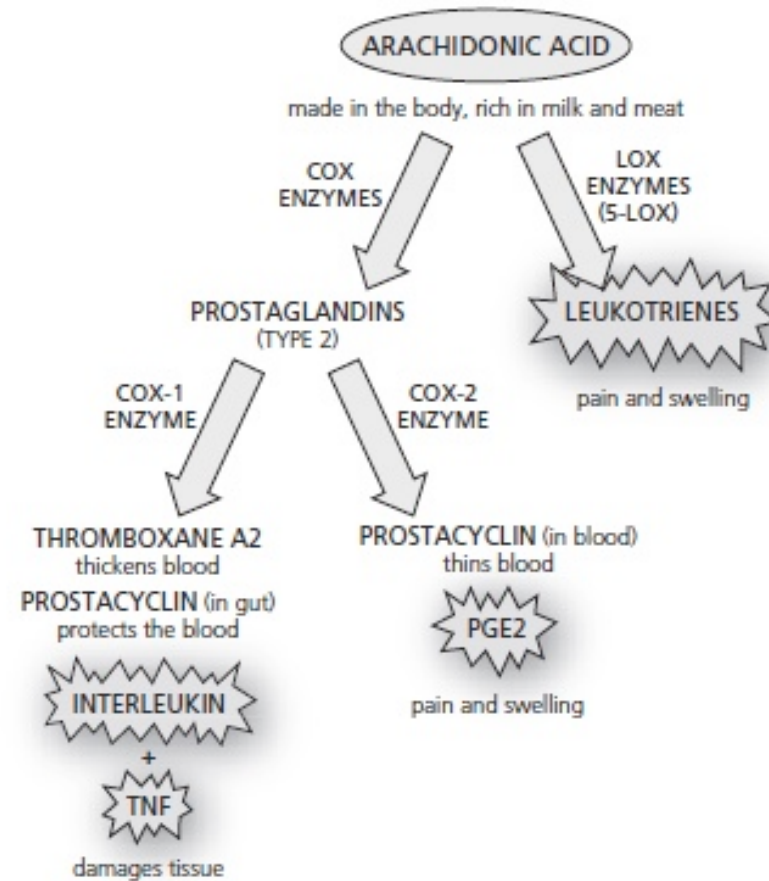 ARACHIDONIC ACID
made in the body, rich in milk and meat
COX
ENZYMES
LOX
ENZYMES
(5-LOX)
PROSTAGLANDINS
(TYPE 2)
LEUKOTRIENES
pain and swelling
COX-1
ENZYME
COX-2
ENZYME
THROMBOXANE A2
thickens blood
PROSTACYCLIN (in gut)
protects the blood
INTERLEUKIN
+
TNF
damages tissue
PROSTACYCLIN (in blood)
thins blood
PGE2
pain and swelling